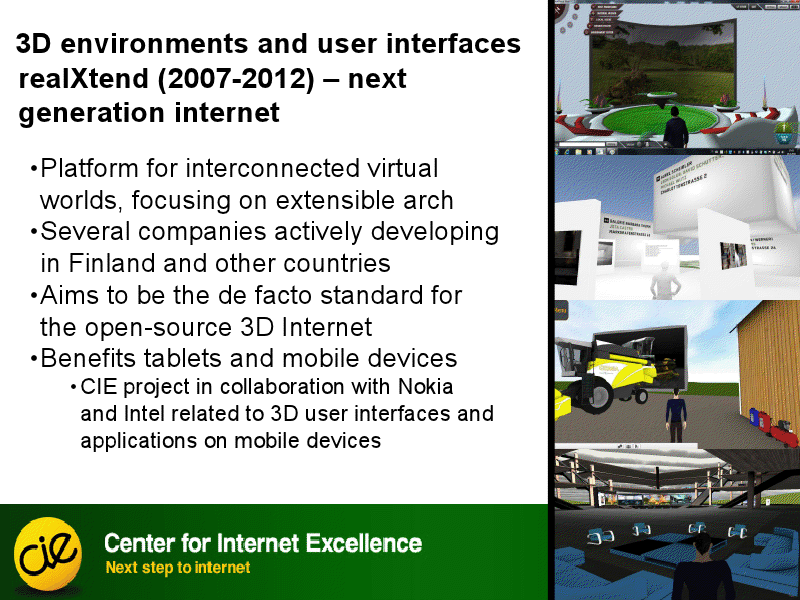 3D environments and user interfaces
realXtend (2007-2012) – next
generation internet
•Platform for interconnected virtual
worlds, focusing on extensible arch
•Several companies actively developing
in Finland and other countries
•Aims to be the de facto standard for
the open-source 3D Internet
•Benefits tablets and mobile devices
•CIE project in collaboration with Nokia
and Intel related to 3D user interfaces and
applications on mobile devices
cie
Center for Internet Excellence
Next step to internet
CHARLOTTENSTRASSE 2
Menu